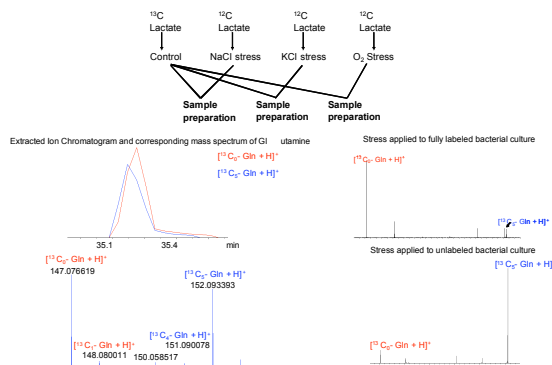 13C Lactate
12C Lactate
12C Lactate
12C Lactate
Control
NaCl stress
KCl stress
O2 Stress
Sample preparation
Sample preparation
Sample preparation
Extracted Ion Chromatogram and corresponding mass spectrum of Gl utamine
[13C0- Gln + H]+
[13C5- Gln + H]+
35.1
35.4
min
[13C0- Gln + H]+
147.076619
[13C5- Gln + H]+
152.093393
[13C4- Gln + H]+
151.090078
[13C1- Gln + H]+
148.080011
150.058517
Stress applied to fully labeled bacterial culture
[13C0- Gln + H]+
[13C5- Gln + H]+
Stress applied to unlabeled bacterial culture
[13C5- Gln + H]
[13C0- Gln + H]+